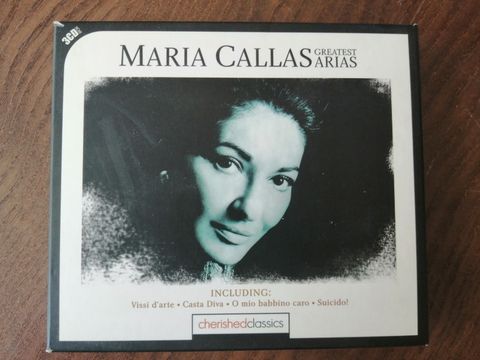 3CD
MARIA CALLAS GREATEST ARIAS
INCLUDING:
Vissi d'arte • Casta Diva • O mio babbino caro • Suicido!
cherishedclassics